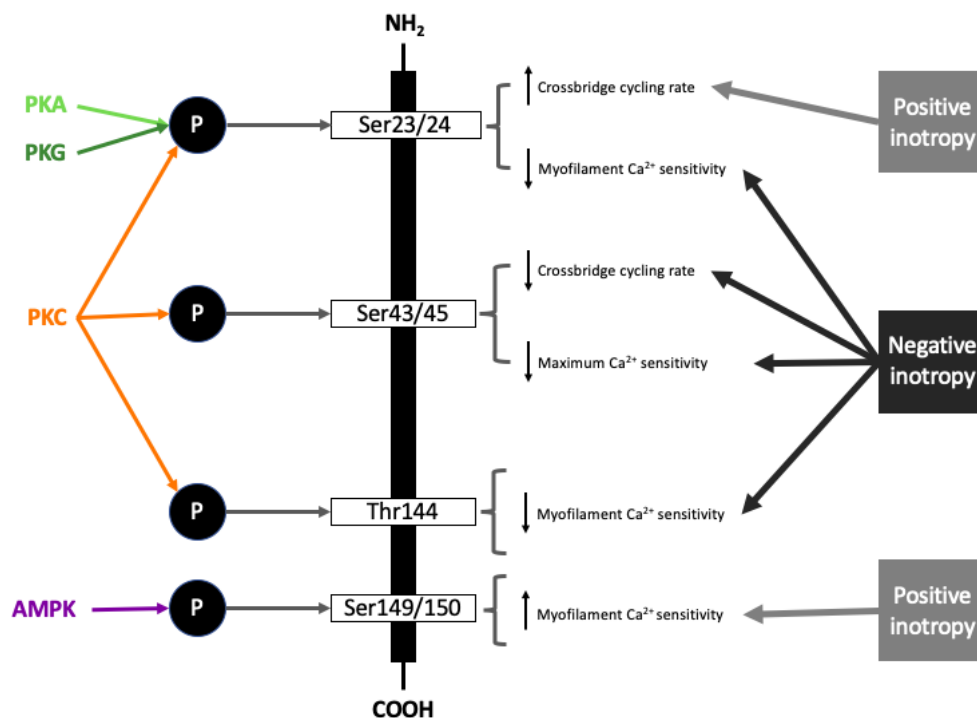 NH₂
PKA
PKG
P
Ser23/24
Crossbridge cycling rate
Myofilament Ca²⁺ sensitivity
Positive
inotropy
PKC
P
Ser43/45
Crossbridge cycling rate
Maximum Ca²⁺ sensitivity
Negative
inotropy
P
Thr144
Myofilament Ca²⁺ sensitivity
AMPK
P
Ser149/150
Myofilament Ca²⁺ sensitivity
Positive
inotropy
COOH